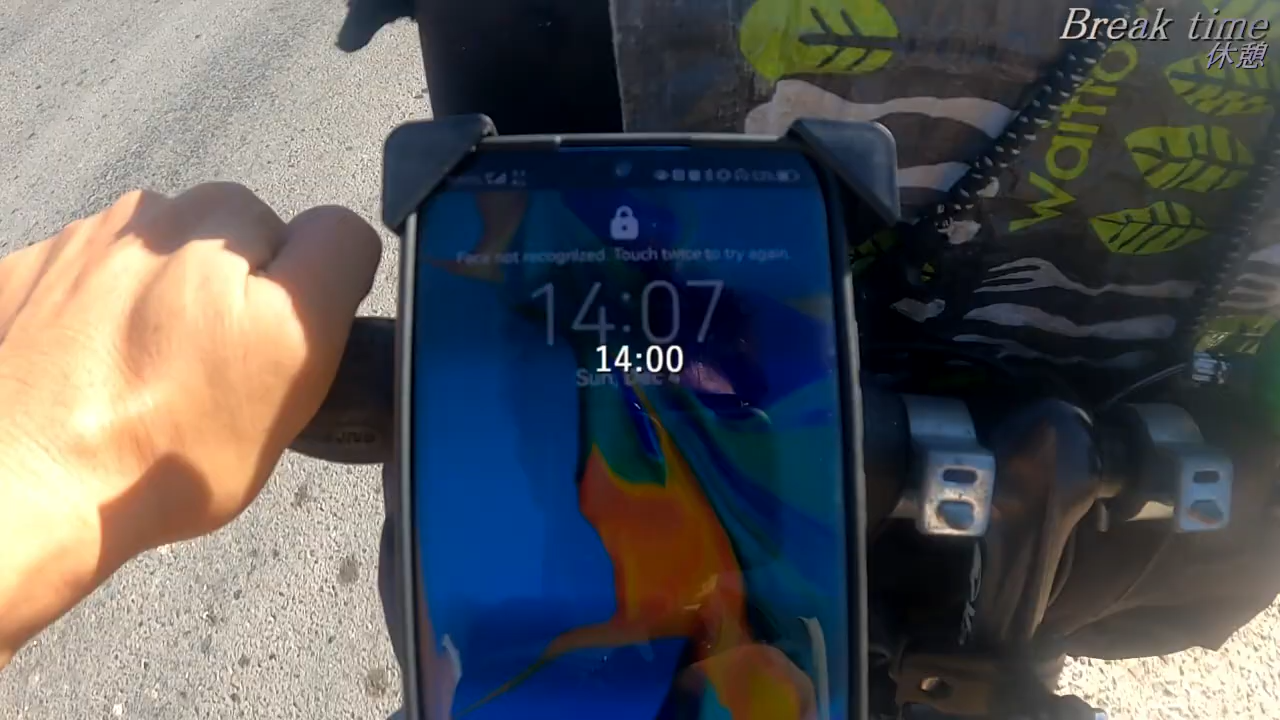 Break time
休憩
Face not recognized. Touch twice to try again.
14:07
14:00
Sun, Dec 4